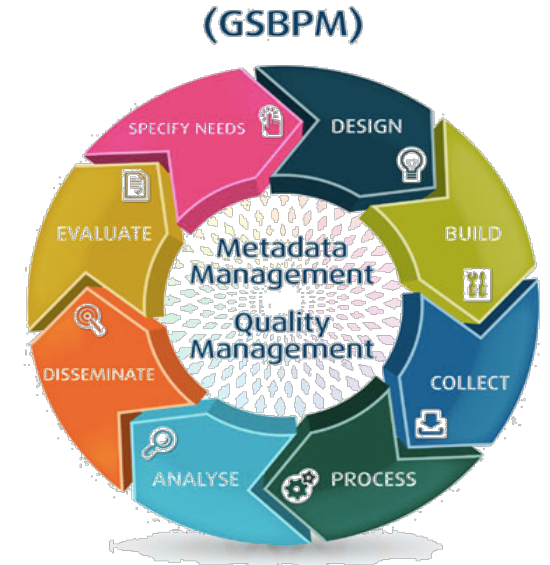 (GSBPM)
SPECIFY NEEDS
DESIGN
BUILD
COLLECT
PROCESS
ANALYSE
DISSEMINATE
EVALUATE
Metadata
Management
Quality
Management